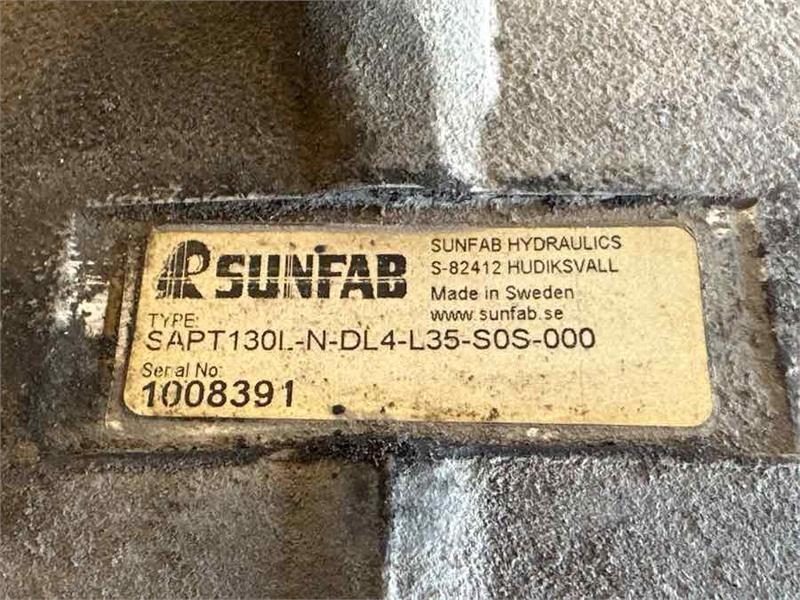 SUNFAB
SUNFAB HYDRAULICS
S-82412 HUDIKSVALL
Made in Sweden
www.sunfab.se
TYPE:
SAPT130L-N-DL4-L35-S0S-000
Serial No:
1008391